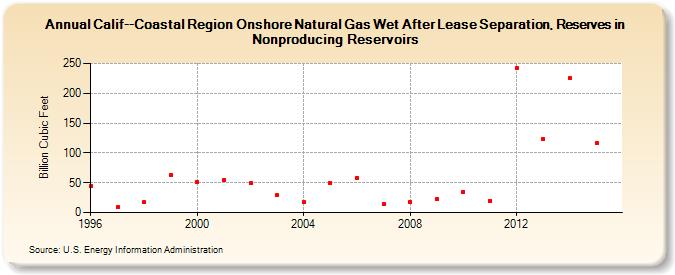 Annual Calif--Coastal Region Onshore Natural Gas Wet After Lease Separation, Reserves in
Nonproducing Reservoirs
Billion Cubic Feet
250
200
150
100
50
0
1996
2000
2004
2008
2012
Source: U.S. Energy Information Administration